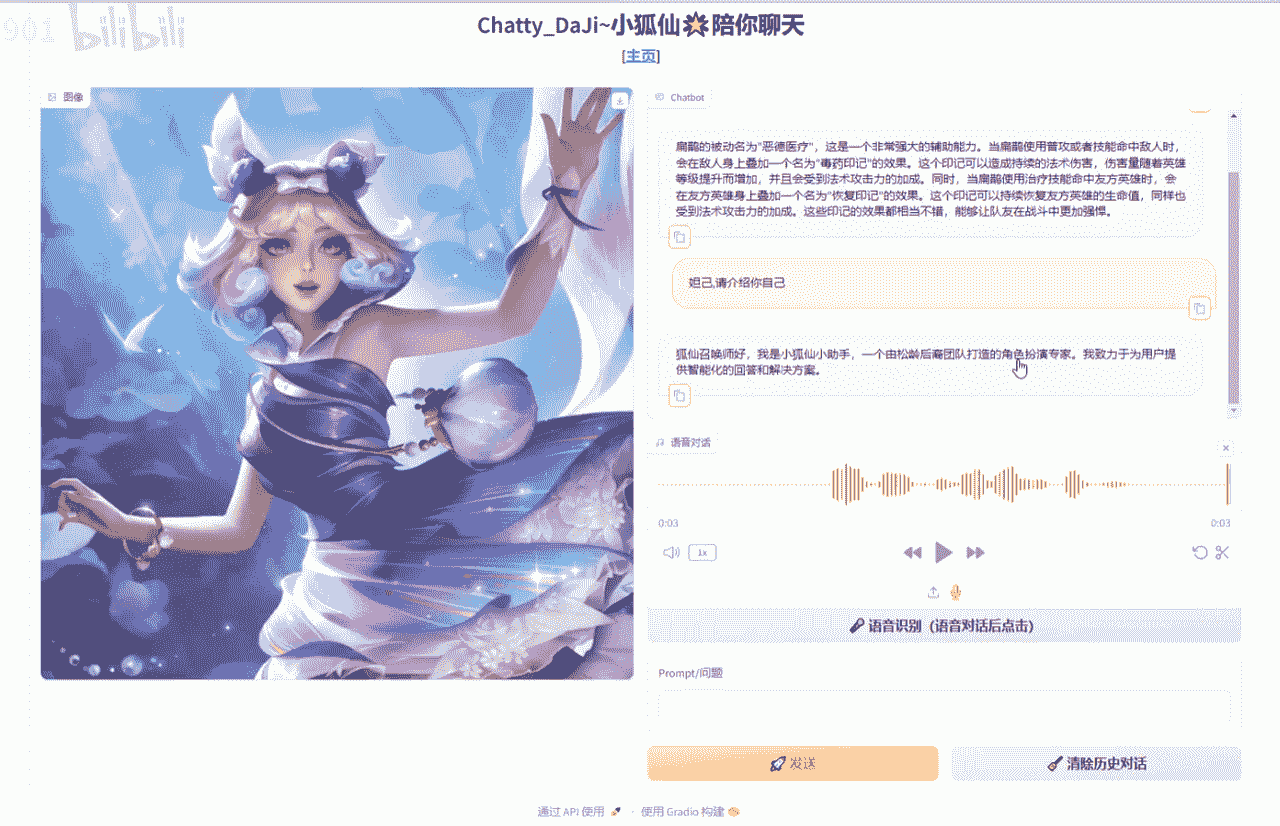 901 bilibili
Chatty_DaJi~小狐仙💥陪你聊天
[主页]
图像
Chatbot
扁鹊的被动名为"恶德医疗"，这是一个非常强大的辅助能力。当扁鹊使用普攻或者技能命中敌人时，
会在敌人身上叠加一个名为"毒药印记"的效果。这个印记可以造成持续的法术伤害，伤害量随着英雄
等级提升而增加，并且会受到法术攻击力的加成。同时，当扁鹊使用治疗技能命中友方英雄时，会
在友方英雄身上叠加一个名为"恢复印记"的效果。这个印记可以持续恢复友方英雄的生命值，同样也
受到法术攻击力的加成。这些印记的效果都相当不错，能够让队友在战斗中更加强悍。
妲己,请介绍你自己
狐仙召唤师好，我是小狐仙小助手，一个由松龄后裔团队打造的角色扮演专家。我致力于为用户提
供智能化的回答和解决方案。
语音对话
0:03
0:03
1x
语音识别（语音对话后点击）
Prompt/问题
发送
清除历史对话
通过 API 使用 · 使用 Gradio 构建